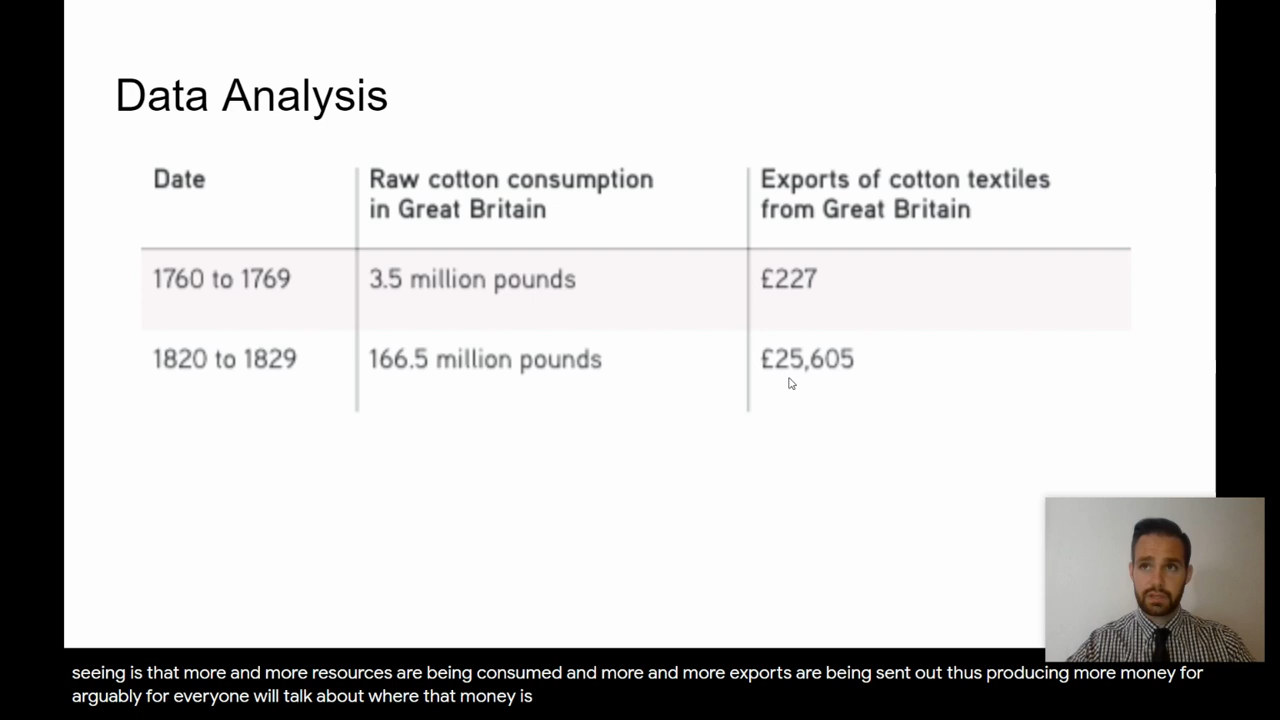 Data Analysis
Date
Raw cotton consumption
in Great Britain
Exports of cotton textiles
from Great Britain
1760 to 1769
3.5 million pounds
£227
1820 to 1829
166.5 million pounds
£25,605
seeing is that more and more resources are being consumed and more and more exports are being sent out thus producing more money for
arguably for everyone will talk about where that money is